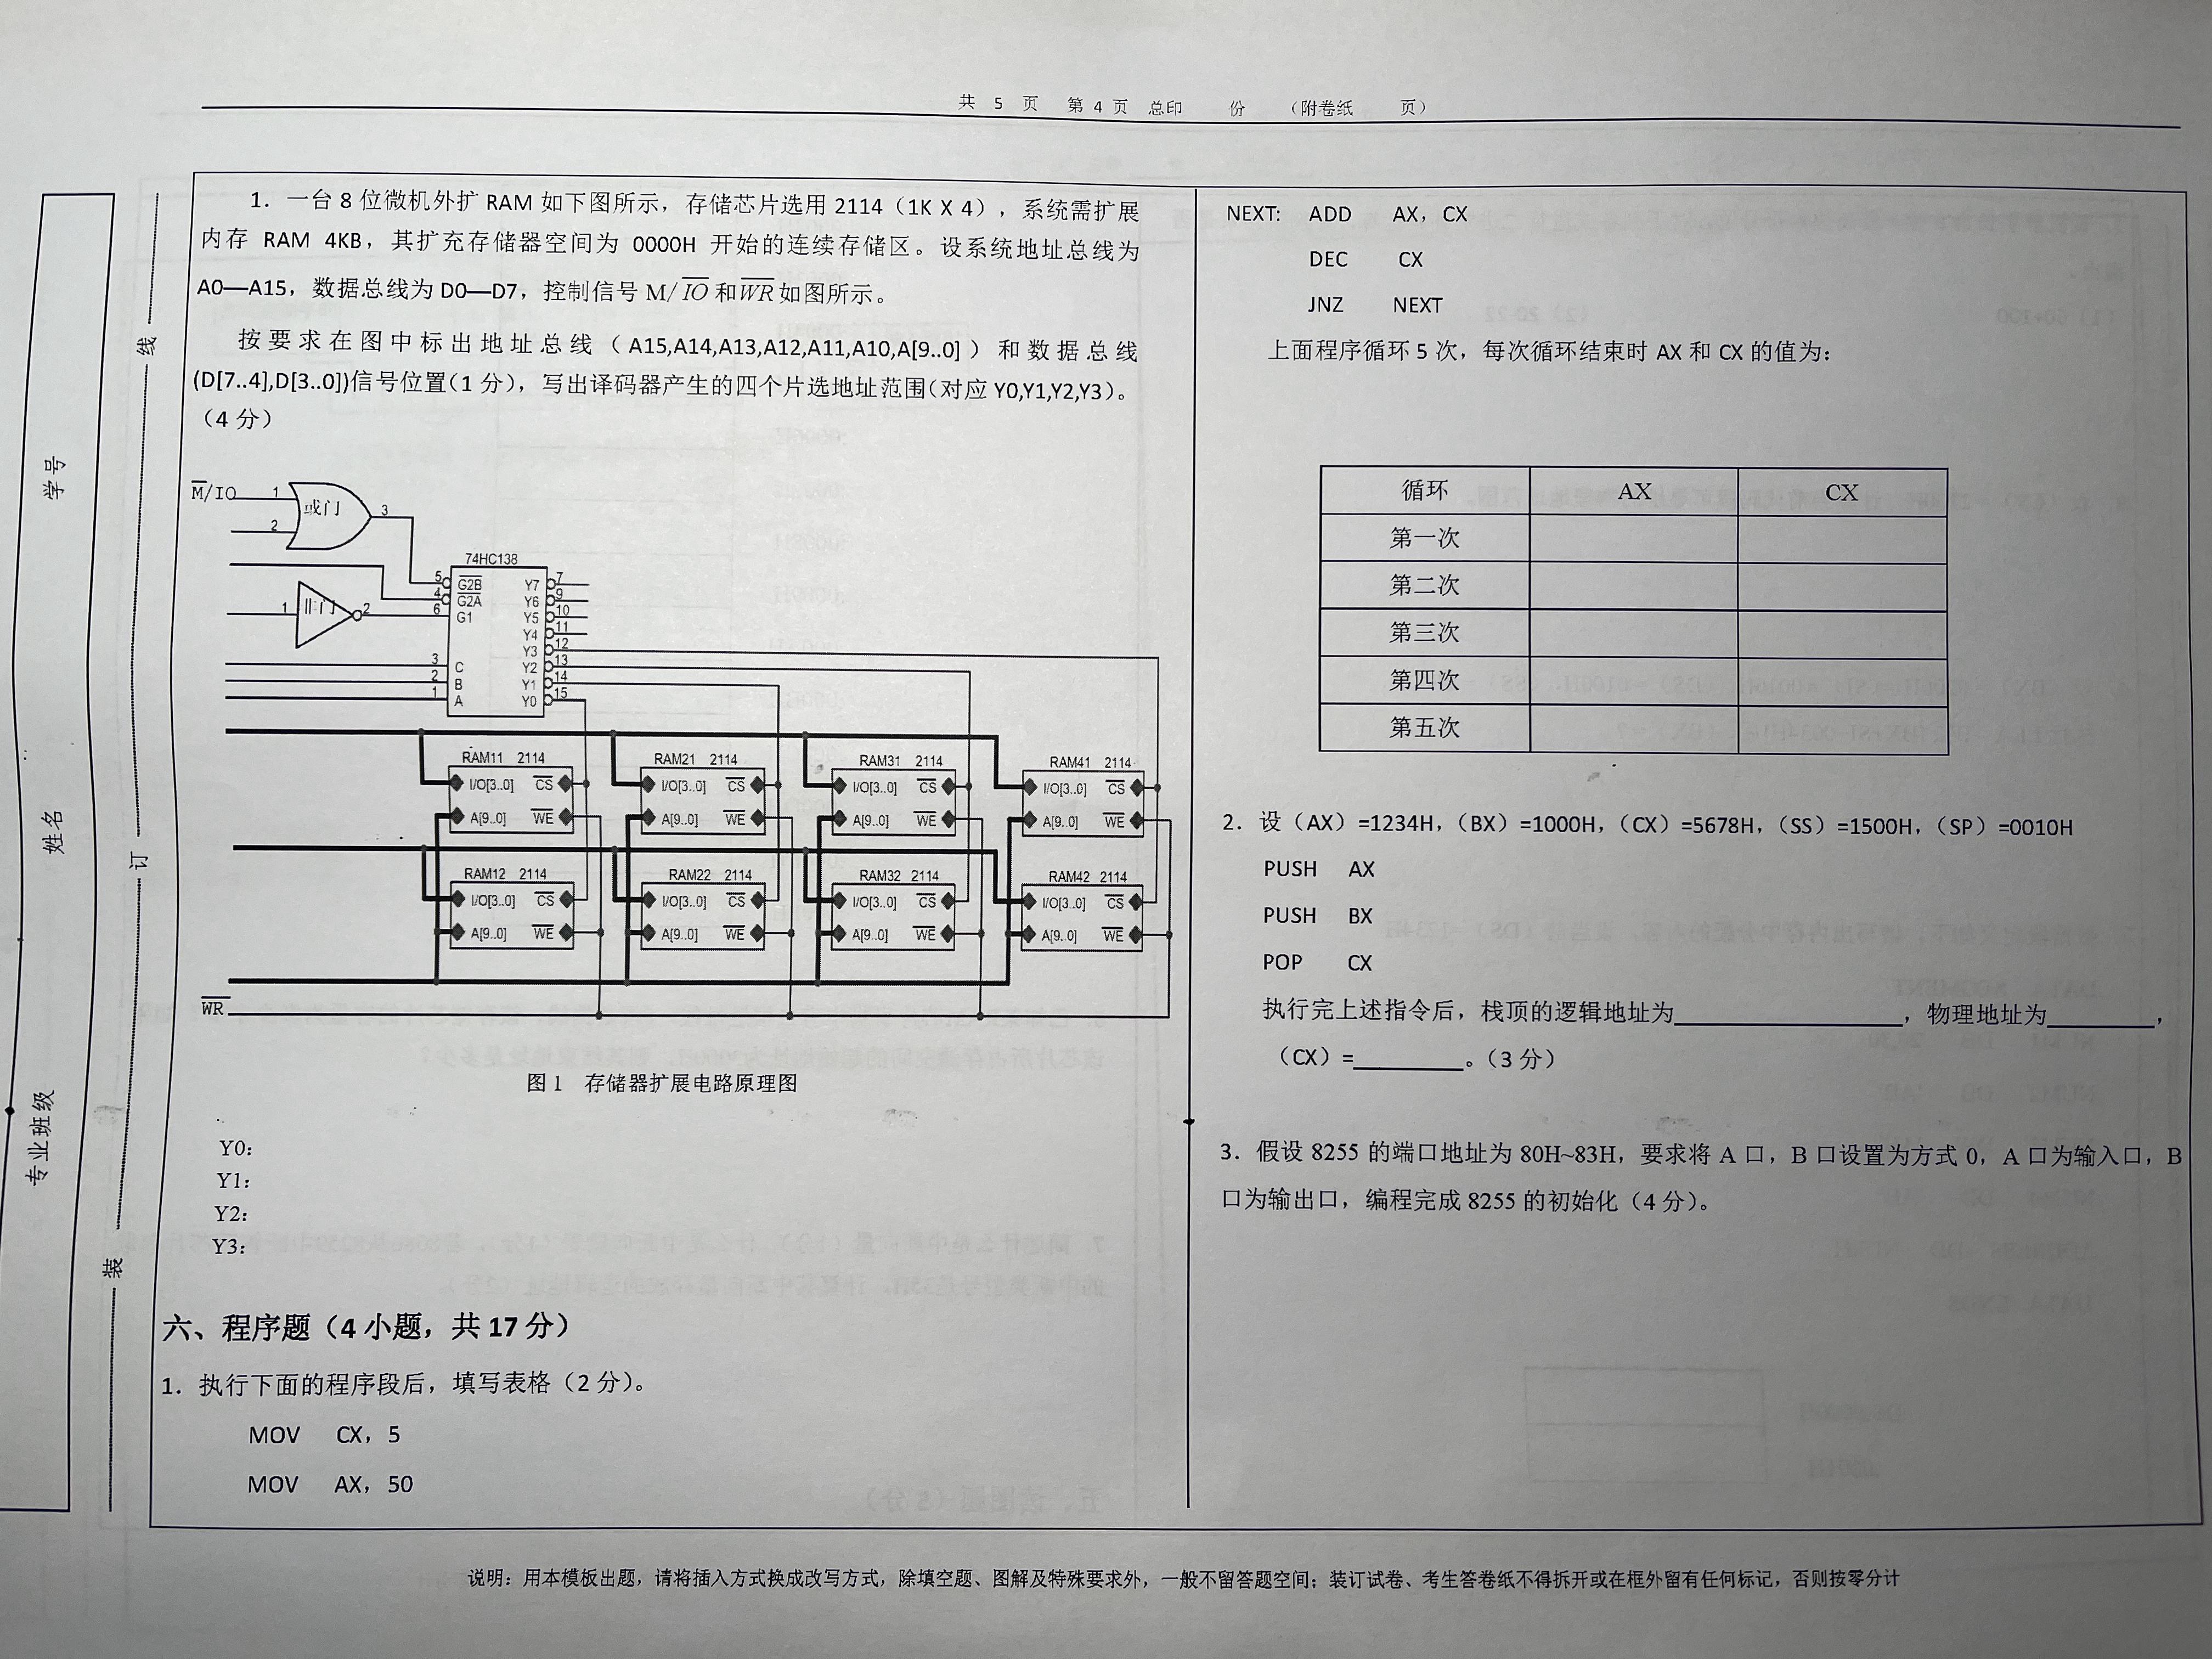 共 5 页 第 4 页 总印 份 （附卷纸 页）
学号
姓名
专业班级
线
订
装
1. 一台 8 位微机外扩 RAM 如下图所示，存储芯片选用 2114（1K X 4），系统需扩展
内存 RAM 4KB，其扩充存储器空间为 0000H 开始的连续存储区。设系统地址总线为
A0—A15，数据总线为 D0—D7，控制信号 M/I̅O̅ 和W̅R̅如图所示。
按要求在图中标出地址总线（A15,A14,A13,A12,A11,A10,A[9..0]）和数据总线
(D[7..4],D[3..0])信号位置(1 分)，写出译码器产生的四个片选地址范围(对应 Y0,Y1,Y2,Y3)。
（4 分）
M̅/IO 1 或门 3
2
74HC138
5 G̅2̅B̅ Y7 7
4 G̅2̅A̅ Y6 9
1 非门 2 6 G1 Y5 10
Y4 11
Y3 12
3 C Y2 13
2 B Y1 14
1 A Y0 15
RAM11 2114 RAM21 2114 RAM31 2114 RAM41 2114
I/O[3..0] C̅S̅ I/O[3..0] C̅S̅ I/O[3..0] C̅S̅ I/O[3..0] C̅S̅
A[9..0] W̅E̅ A[9..0] W̅E̅ A[9..0] W̅E̅ A[9..0] W̅E̅
RAM12 2114 RAM22 2114 RAM32 2114 RAM42 2114
I/O[3..0] C̅S̅ I/O[3..0] C̅S̅ I/O[3..0] C̅S̅ I/O[3..0] C̅S̅
A[9..0] W̅E̅ A[9..0] W̅E̅ A[9..0] W̅E̅ A[9..0] W̅E̅
W̅R̅
图 1 存储器扩展电路原理图
Y0:
Y1:
Y2:
Y3:
六、程序题（4 小题，共 17 分）
1. 执行下面的程序段后，填写表格（2 分）。
MOV CX，5
MOV AX，50
NEXT: ADD AX，CX
DEC CX
JNZ NEXT
上面程序循环 5 次，每次循环结束时 AX 和 CX 的值为：
循环 AX CX
第一次
第二次
第三次
第四次
第五次
2. 设（AX）=1234H，（BX）=1000H，（CX）=5678H，（SS）=1500H，（SP）=0010H
PUSH AX
PUSH BX
POP CX
执行完上述指令后，栈顶的逻辑地址为____________________，物理地址为__________，
（CX）=__________。（3 分）
3. 假设 8255 的端口地址为 80H~83H，要求将 A 口，B 口设置为方式 0，A 口为输入口，B
口为输出口，编程完成 8255 的初始化（4 分）。
说明：用本模板出题，请将插入方式换成改写方式，除填空题、图解及特殊要求外，一般不留答题空间；装订试卷、考生答卷纸不得拆开或在框外留有任何标记，否则按零分计